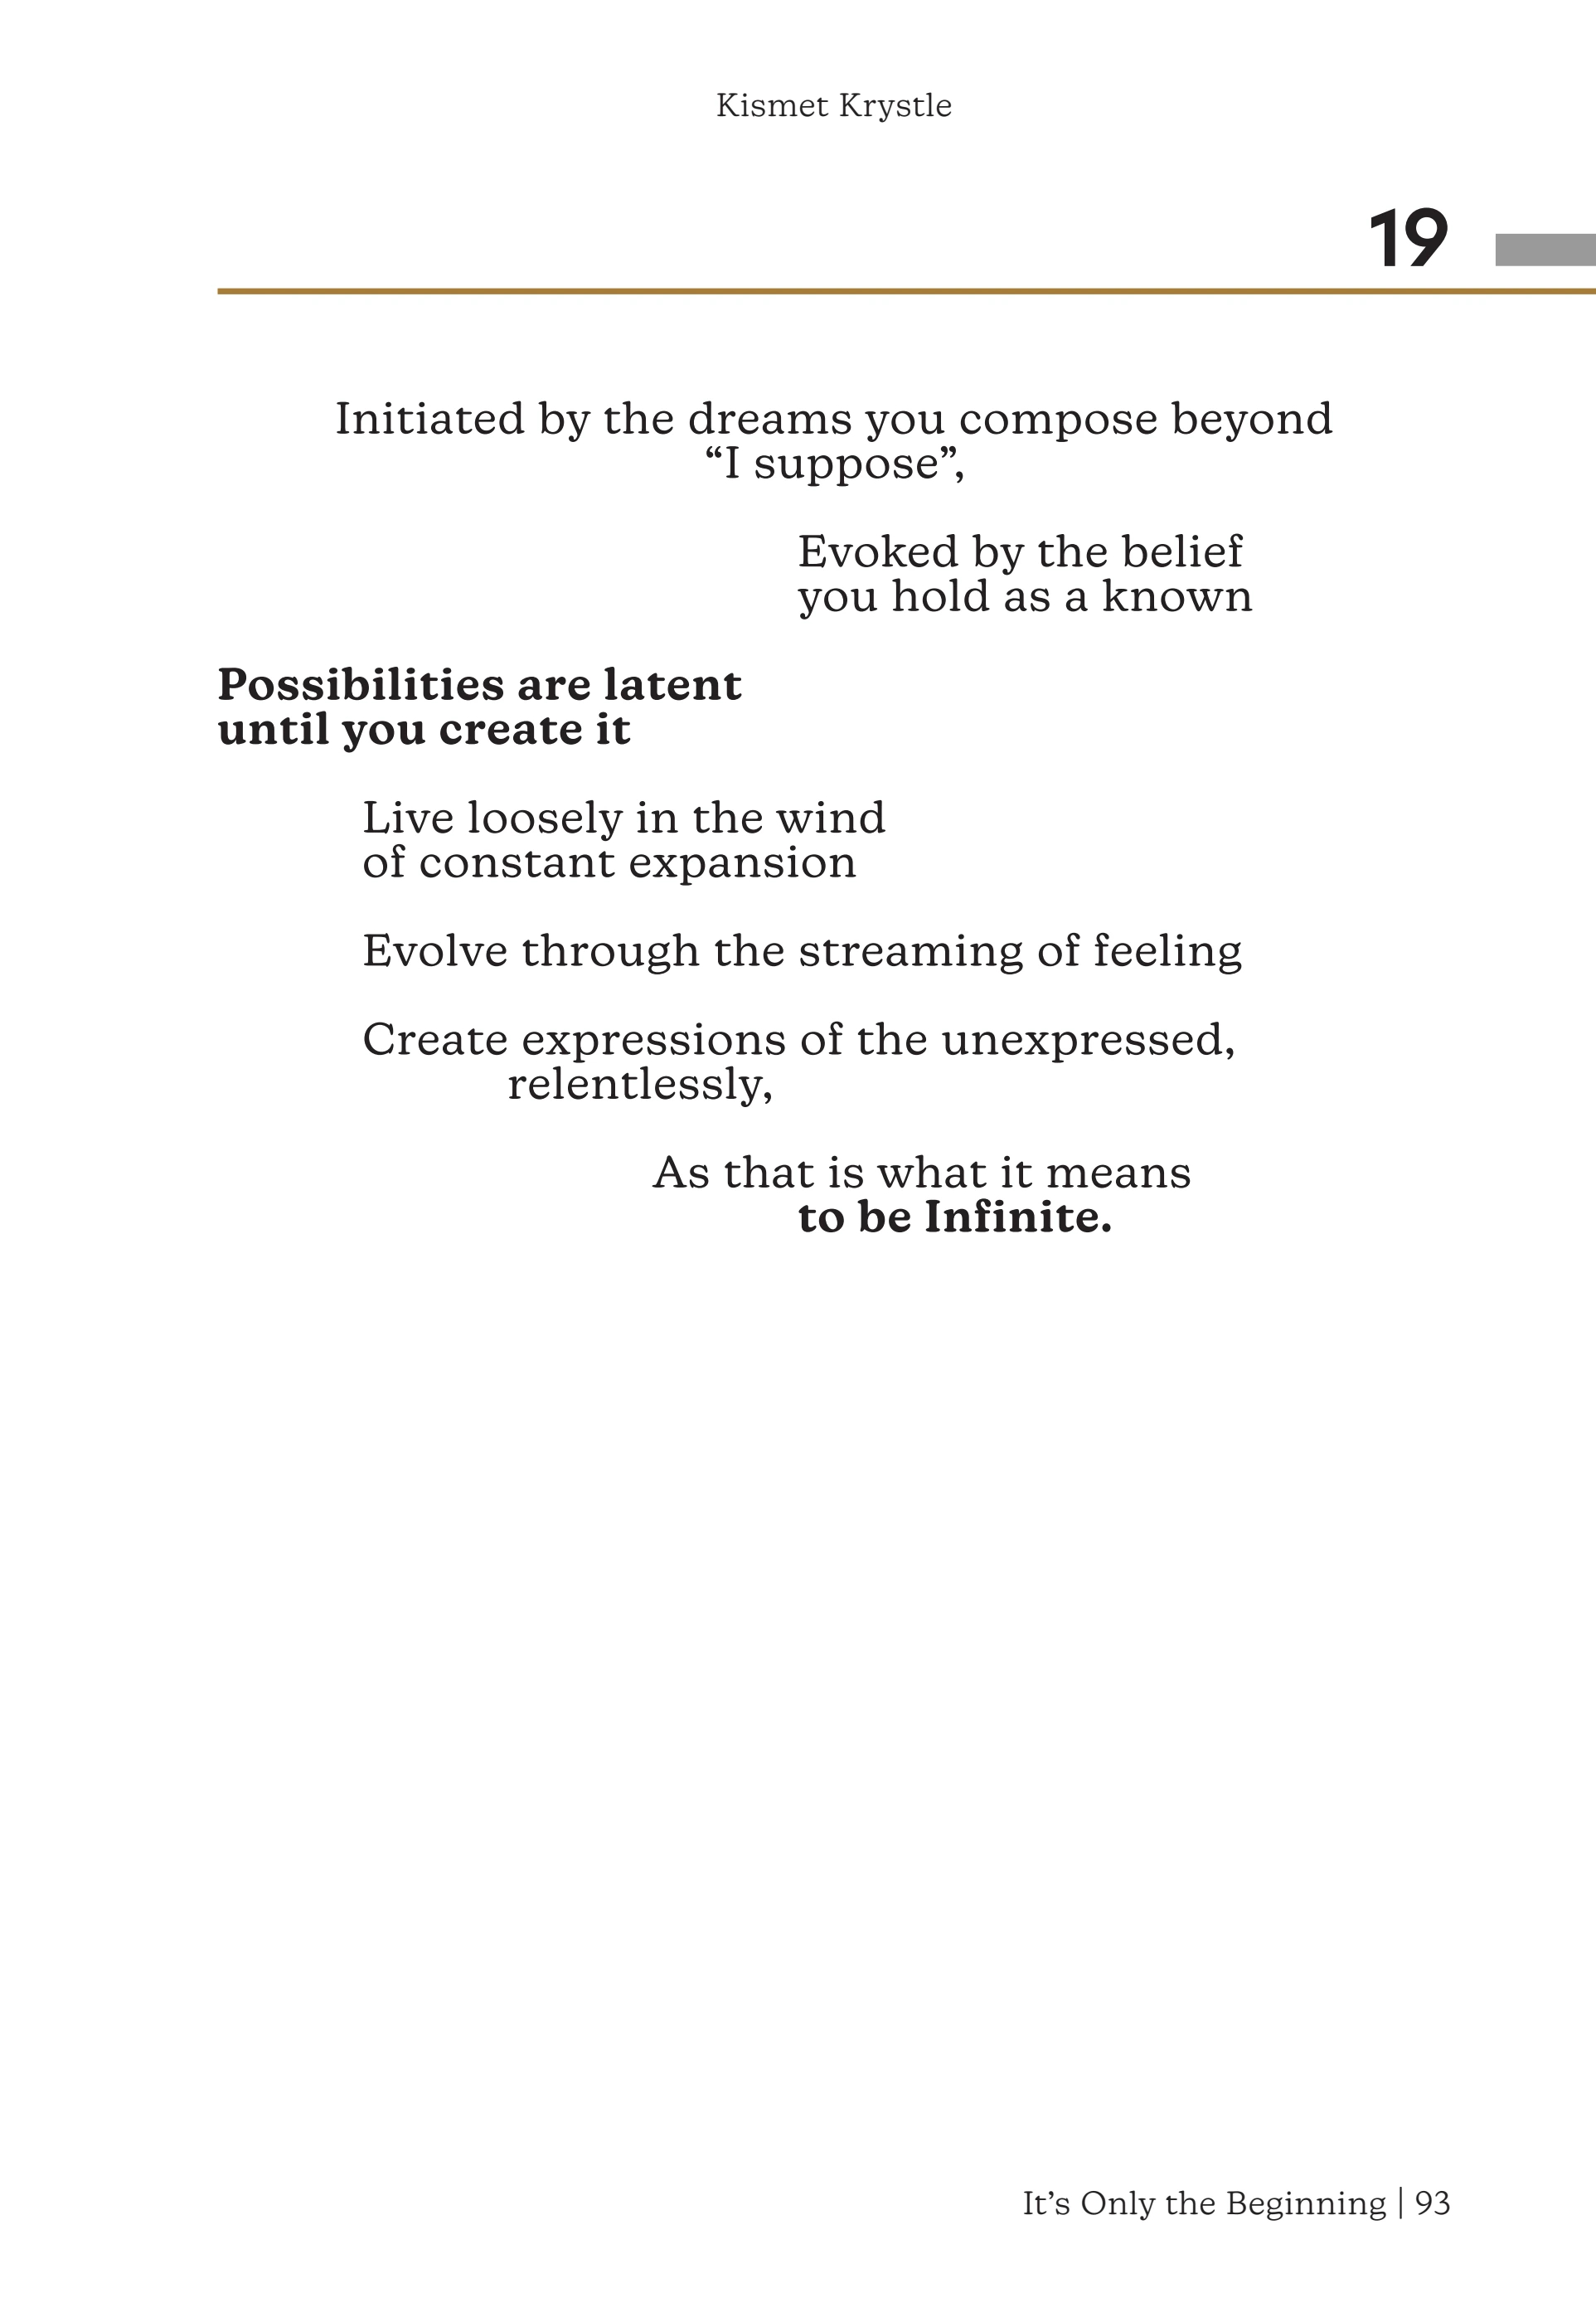 Kismet Krystle
19
Initiated by the dreams you compose beyond
“I suppose”,
Evoked by the belief
you hold as a known
Possibilities are latent
until you create it
Live loosely in the wind
of constant expansion
Evolve through the streaming of feeling
Create expressions of the unexpressed,
relentlessly,
As that is what it means
to be Infinite.
It’s Only the Beginning | 93